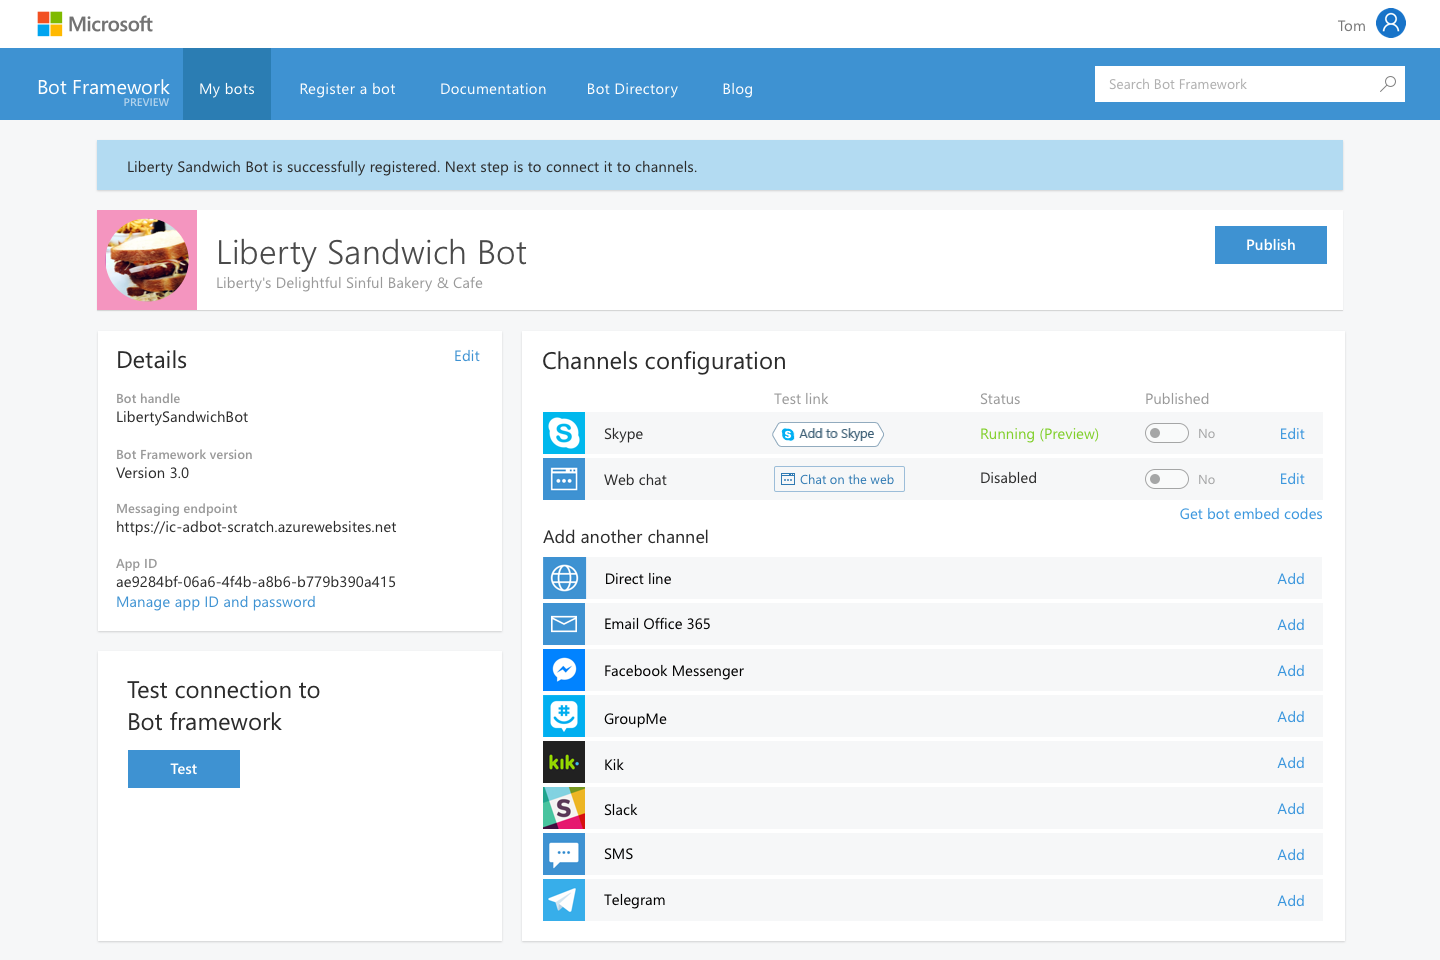 Microsoft
Tom
Bot Framework
PREVIEW
My bots
Register a bot
Documentation
Bot Directory
Blog
Search Bot Framework
Liberty Sandwich Bot is successfully registered. Next step is to connect it to channels.
Liberty Sandwich Bot
Liberty's Delightful Sinful Bakery & Cafe
Publish
Details
Edit
Bot handle
LibertySandwichBot
Bot Framework version
Version 3.0
Messaging endpoint
https://ic-adbot-scratch.azurewebsites.net
App ID
ae9284bf-06a6-4f4b-a8b6-b779b390a415
Manage app ID and password
Test connection to
Bot framework
Test
Channels configuration
Test link Status Published
Skype Add to Skype Running (Preview) No Edit
Web chat Chat on the web Disabled No Edit
Get bot embed codes
Add another channel
Direct line Add
Email Office 365 Add
Facebook Messenger Add
GroupMe Add
kik Kik Add
Slack Add
SMS Add
Telegram Add